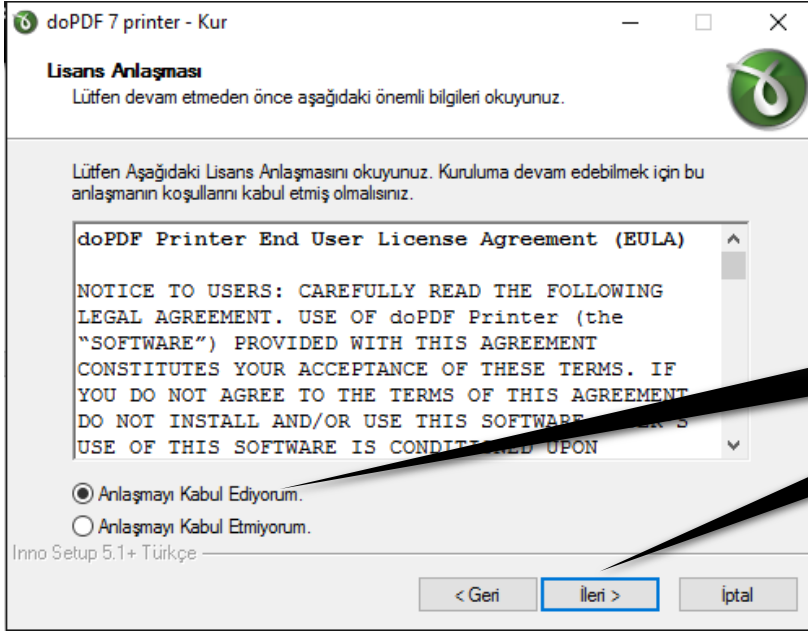 doPDF 7 printer - Kur
Lisans Anlaşması
Lütfen devam etmeden önce aşağıdaki önemli bilgileri okuyunuz.
Lütfen Aşağıdaki Lisans Anlaşmasını okuyunuz. Kuruluma devam edebilmek için bu
anlaşmanın koşullarını kabul etmiş olmalısınız.
doPDF Printer End User License Agreement (EULA)
NOTICE TO USERS: CAREFULLY READ THE FOLLOWING
LEGAL AGREEMENT. USE OF doPDF Printer (the
“SOFTWARE”) PROVIDED WITH THIS AGREEMENT
CONSTITUTES YOUR ACCEPTANCE OF THESE TERMS. IF
YOU DO NOT AGREE TO THE TERMS OF THIS AGREEMENT
DO NOT INSTALL AND/OR USE THIS SOFTWARE
USE OF THIS SOFTWARE IS CONDITIONED UPON
Anlaşmayı Kabul Ediyorum.
Anlaşmayı Kabul Etmiyorum.
Inno Setup 5.1+ Türkçe
< Geri İleri > İptal